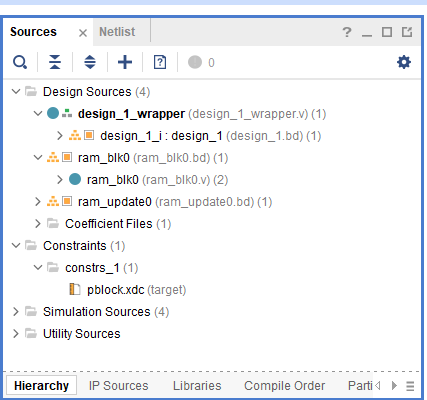 Sources × Netlist ? _
0
Design Sources (4)
design_1_wrapper (design_1_wrapper.v) (1)
design_1_i : design_1 (design_1.bd) (1)
ram_blk0 (ram_blk0.bd) (1)
ram_blk0 (ram_blk0.v) (2)
ram_update0 (ram_update0.bd) (1)
Coefficient Files (1)
Constraints (1)
constrs_1 (1)
pblock.xdc (target)
Simulation Sources (4)
Utility Sources
Hierarchy IP Sources Libraries Compile Order Parti